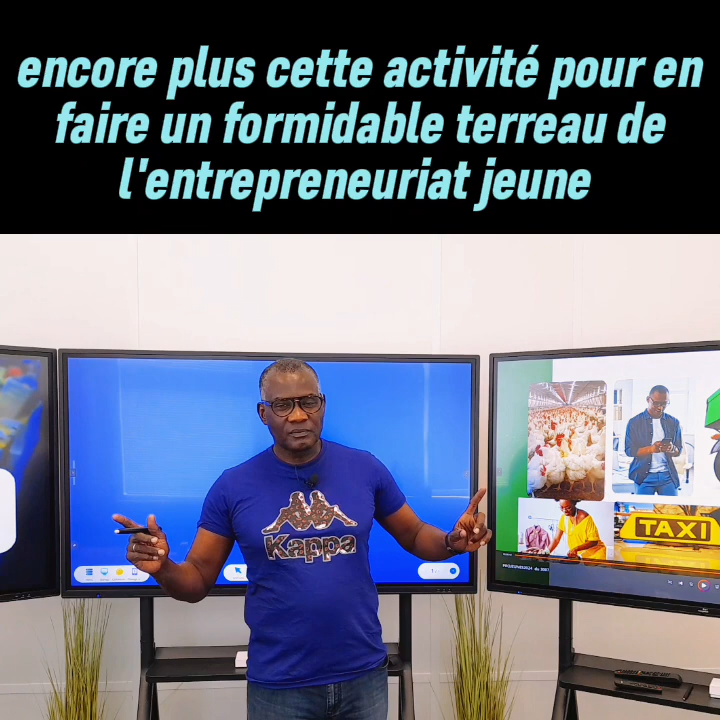 encore plus cette activité pour en
faire un formidable terreau de
l'entrepreneuriat jeune
Kappa
TAXI